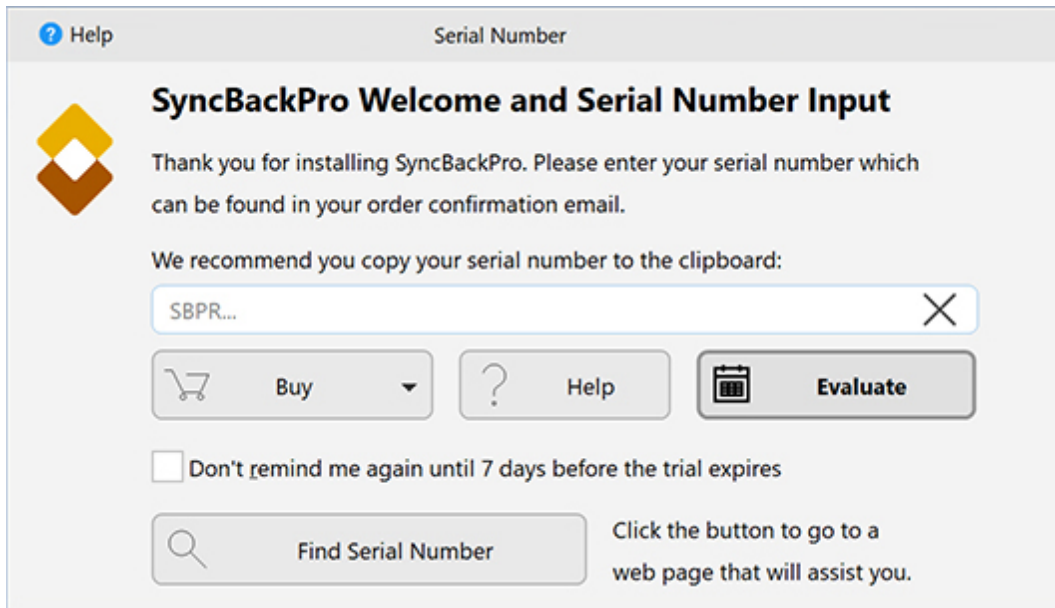 Help
Serial Number
SyncBackPro Welcome and Serial Number Input
Thank you for installing SyncBackPro. Please enter your serial number which
can be found in your order confirmation email.
We recommend you copy your serial number to the clipboard:
SBPR...
Buy
Help
Evaluate
Don't remind me again until 7 days before the trial expires
Find Serial Number
Click the button to go to a
web page that will assist you.